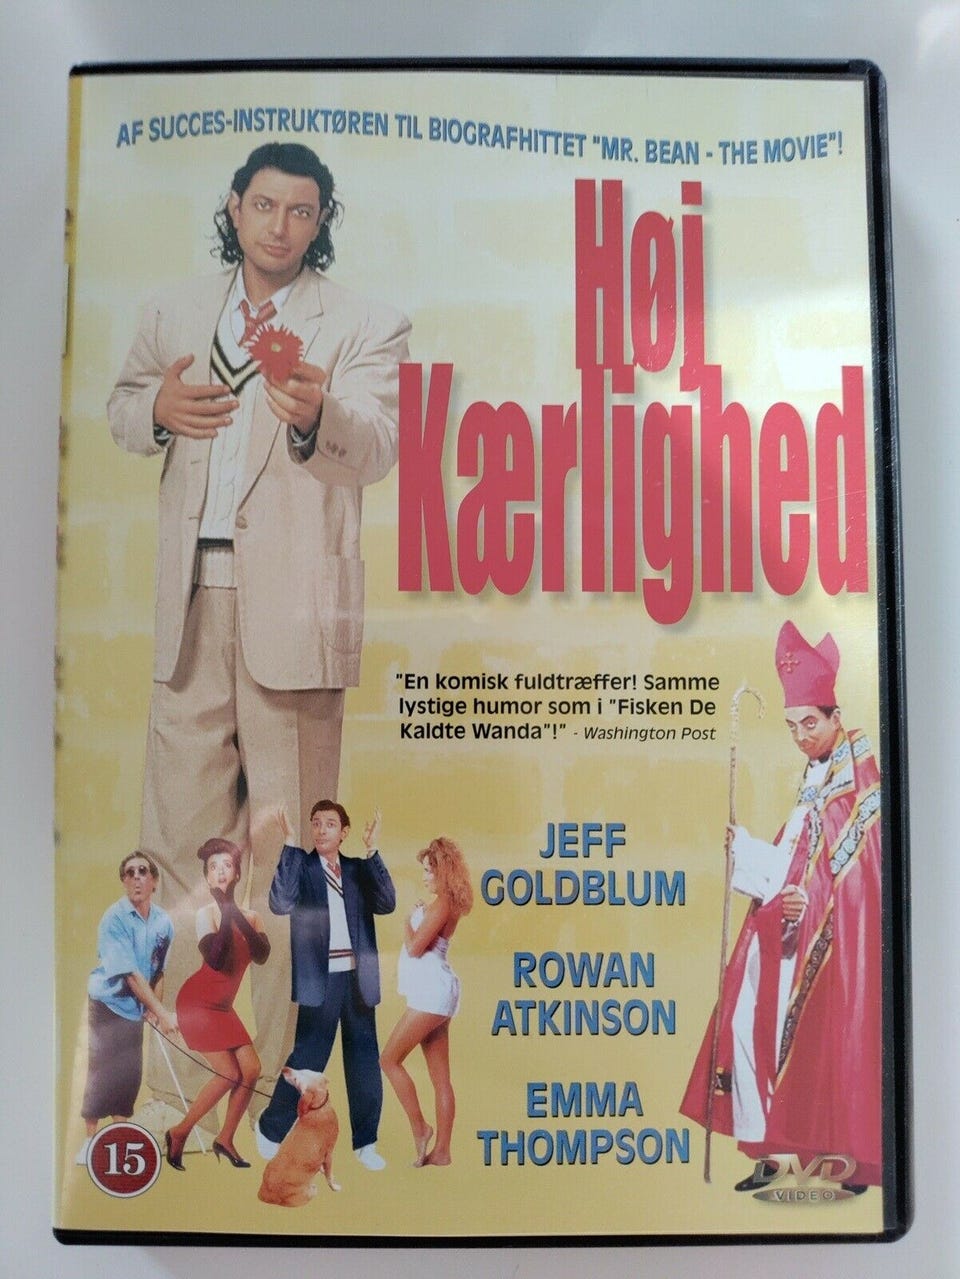 AF SUCCES-INSTRUKTØREN TIL BIOGRAFHITTET "MR. BEAN - THE MOVIE"!
Høj
Kærlighed
"En komisk fuldtræffer! Samme
lystige humor som i "Fisken De
Kaldte Wanda"!" - Washington Post
JEFF
GOLDBLUM
ROWAN
ATKINSON
EMMA
THOMPSON
15
DVD
VIDEO